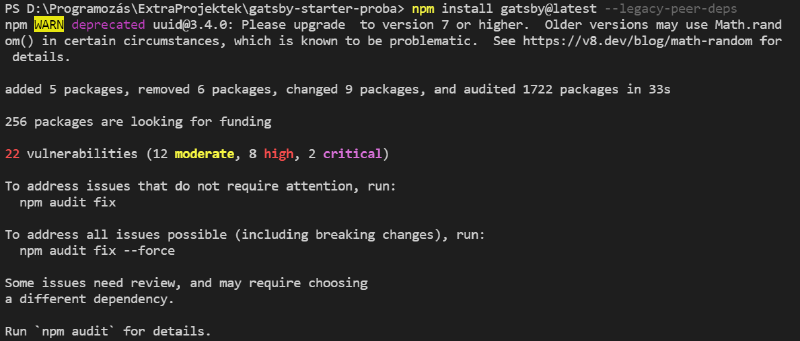 PS D:\Programozás\ExtraProjektek\gatsby-starter-proba> npm install gatsby@latest --legacy-peer-deps
npm WARN deprecated uuid@3.4.0: Please upgrade  to version 7 or higher.  Older versions may use Math.rand
om() in certain circumstances, which is known to be problematic.  See https://v8.dev/blog/math-random for
 details.
added 5 packages, removed 6 packages, changed 9 packages, and audited 1722 packages in 33s
256 packages are looking for funding
22 vulnerabilities (12 moderate, 8 high, 2 critical)
To address issues that do not require attention, run:
  npm audit fix
To address all issues possible (including breaking changes), run:
  npm audit fix --force
Some issues need review, and may require choosing
a different dependency.
Run `npm audit` for details.